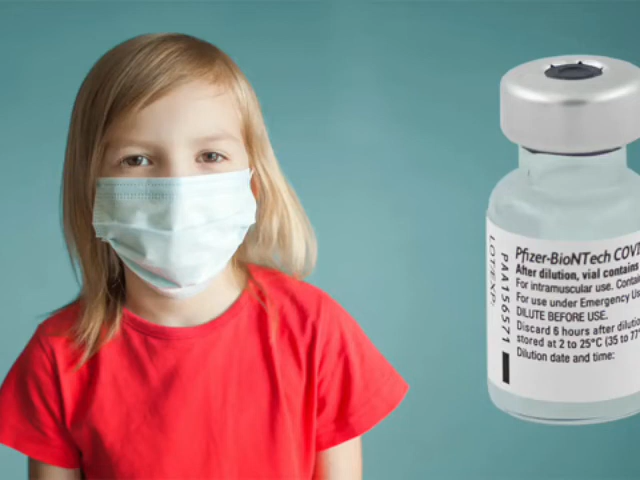 Pfizer-BioNTech COVI
After dilution, vial contains
For intramuscular use. Contai
For use under Emergency Us
DILUTE BEFORE USE.
Discard 6 hours after dilutio
stored at 2 to 25°C (35 to 77°
Dilution date and time:
PAA156571
LOT/EXP: